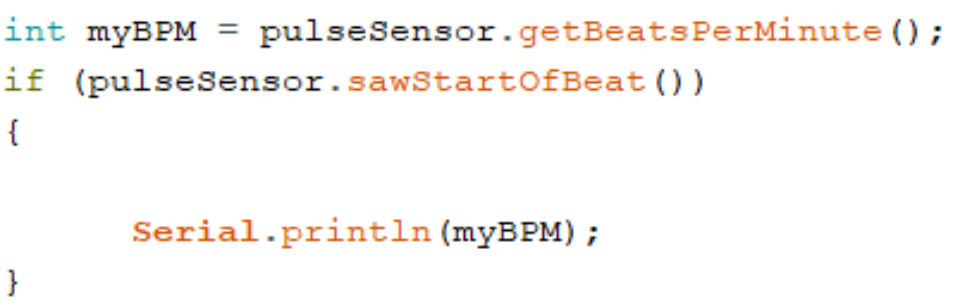 int myBPM = pulseSensor.getBeatsPerMinute();
if (pulseSensor.sawStartOfBeat())
{
Serial.println(myBPM);
}